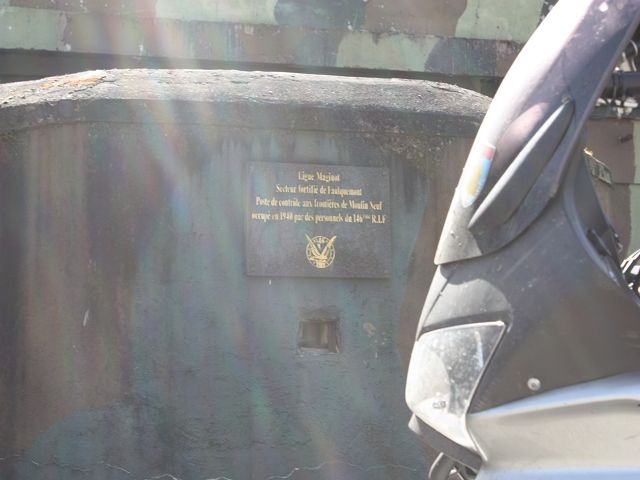 Ligne Maginot
Secteur fortifié de Faulquemont
Poste de contrôle aux frontières de Moulin Neuf
occupé en 1940 par des personnels du 146ème R.I.F